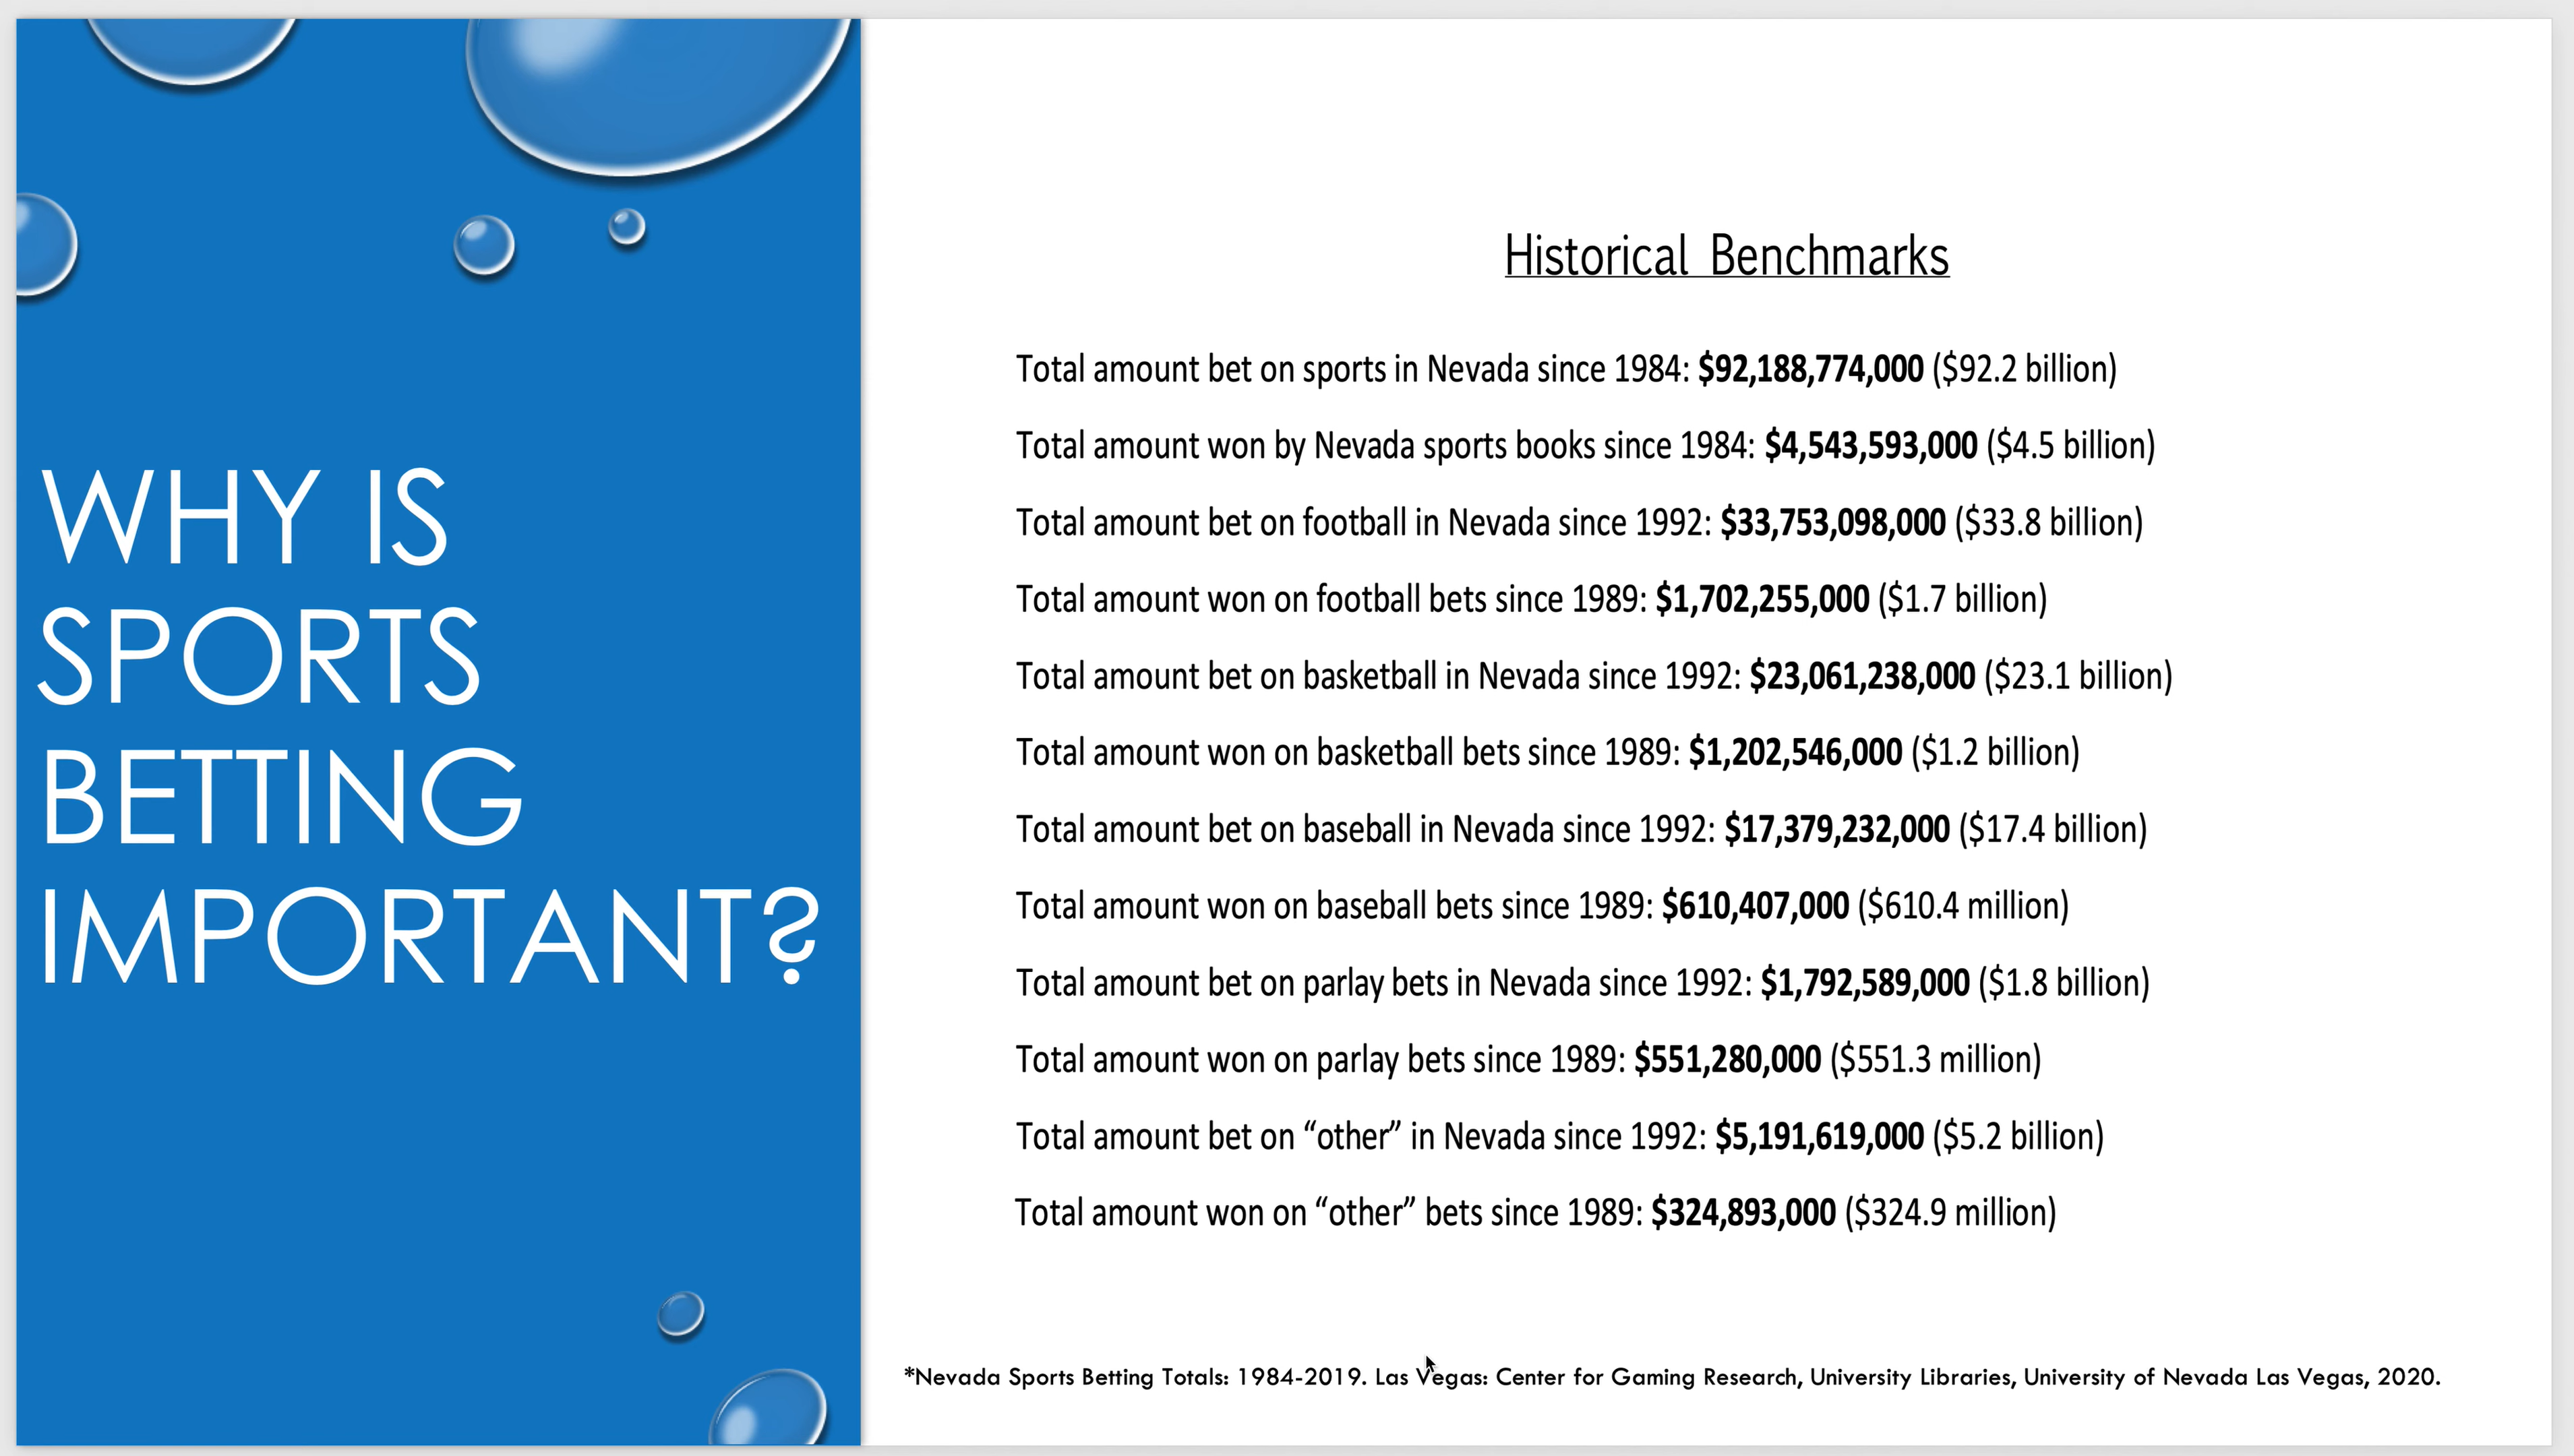 WHY IS
SPORTS
BETTING
IMPORTANT?
Historical Benchmarks
Total amount bet on sports in Nevada since 1984: $92,188,774,000 ($92.2 billion)
Total amount won by Nevada sports books since 1984: $4,543,593,000 ($4.5 billion)
Total amount bet on football in Nevada since 1992: $33,753,098,000 ($33.8 billion)
Total amount won on football bets since 1989: $1,702,255,000 ($1.7 billion)
Total amount bet on basketball in Nevada since 1992: $23,061,238,000 ($23.1 billion)
Total amount won on basketball bets since 1989: $1,202,546,000 ($1.2 billion)
Total amount bet on baseball in Nevada since 1992: $17,379,232,000 ($17.4 billion)
Total amount won on baseball bets since 1989: $610,407,000 ($610.4 million)
Total amount bet on parlay bets in Nevada since 1992: $1,792,589,000 ($1.8 billion)
Total amount won on parlay bets since 1989: $551,280,000 ($551.3 million)
Total amount bet on “other” in Nevada since 1992: $5,191,619,000 ($5.2 billion)
Total amount won on “other” bets since 1989: $324,893,000 ($324.9 million)
*Nevada Sports Betting Totals: 1984-2019. Las Vegas: Center for Gaming Research, University Libraries, University of Nevada Las Vegas, 2020.